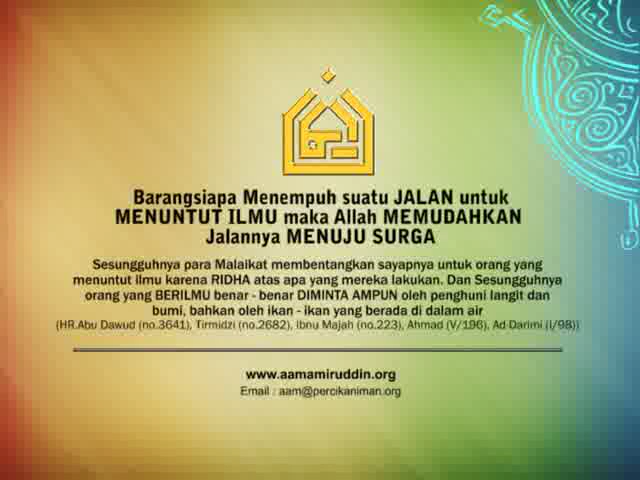 Barangsiapa Menempuh suatu JALAN untuk
MENUNTUT ILMU maka Allah MEMUDAHKAN
Jalannya MENUJU SURGA
Sesungguhnya para Malaikat membentangkan sayapnya untuk orang yang
menuntut ilmu karena RIDHA atas apa yang mereka lakukan. Dan Sesungguhnya
orang yang BERILMU benar - benar DIMINTA AMPUN oleh penghuni langit dan
bumi, bahkan oleh ikan - ikan yang berada di dalam air
(HR.Abu Dawud (no.3641), Tirmidzi (no.2682), Ibnu Majah (no.223), Ahmad (V/196), Ad Darimi (I/98))
www.aamamiruddin.org
Email : aam@percikaniman.org